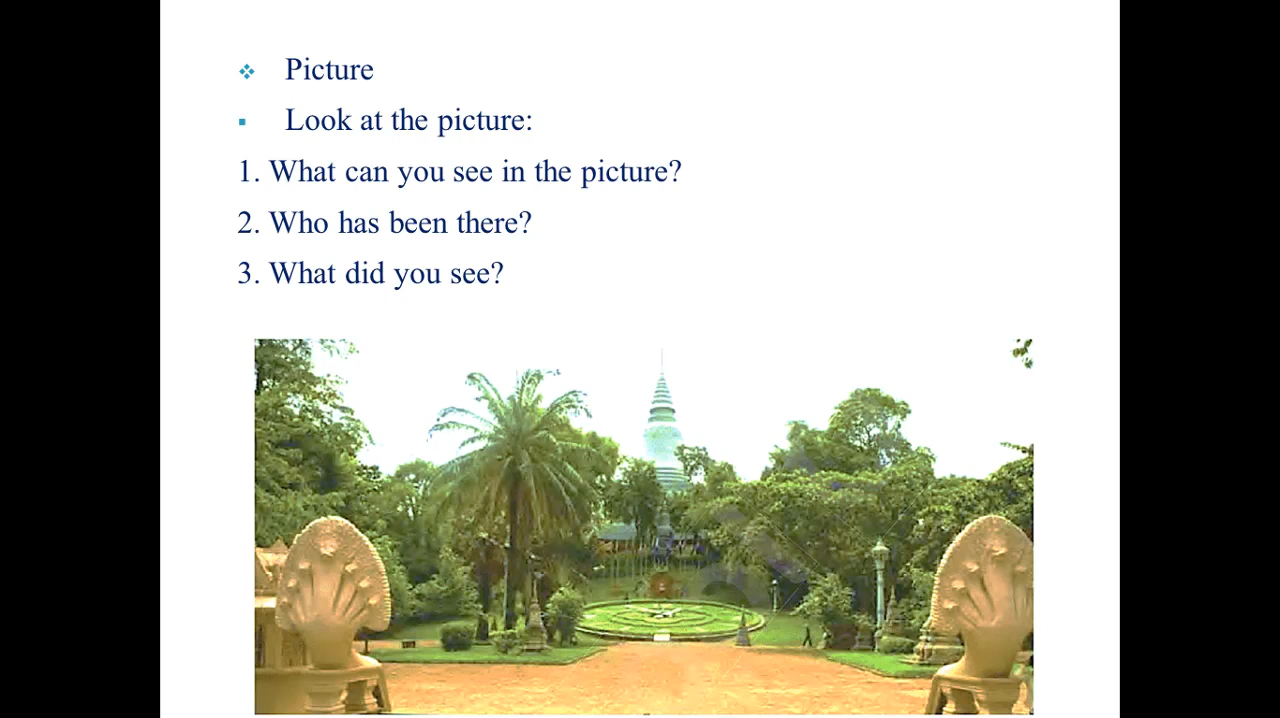 Picture
Look at the picture:
1. What can you see in the picture?
2. Who has been there?
3. What did you see?